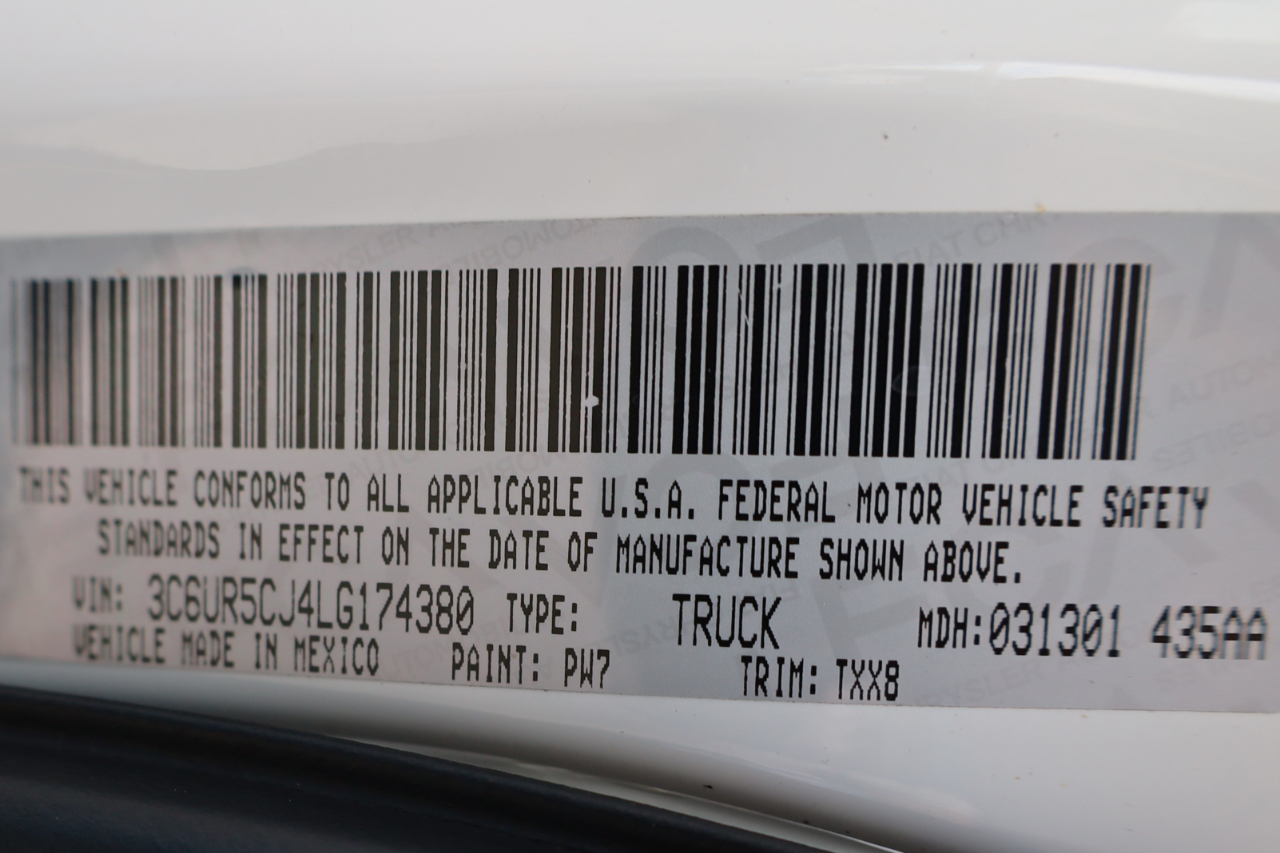 THIS VEHICLE CONFORMS TO ALL APPLICABLE U.S.A. FEDERAL MOTOR VEHICLE SAFETY
STANDARDS IN EFFECT ON THE DATE OF MANUFACTURE SHOWN ABOVE.
VIN: 3C6UR5CJ4LG174380 TYPE: TRUCK MDH:031301 435AA
VEHICLE MADE IN MEXICO PAINT: PW7 TRIM: TXX8